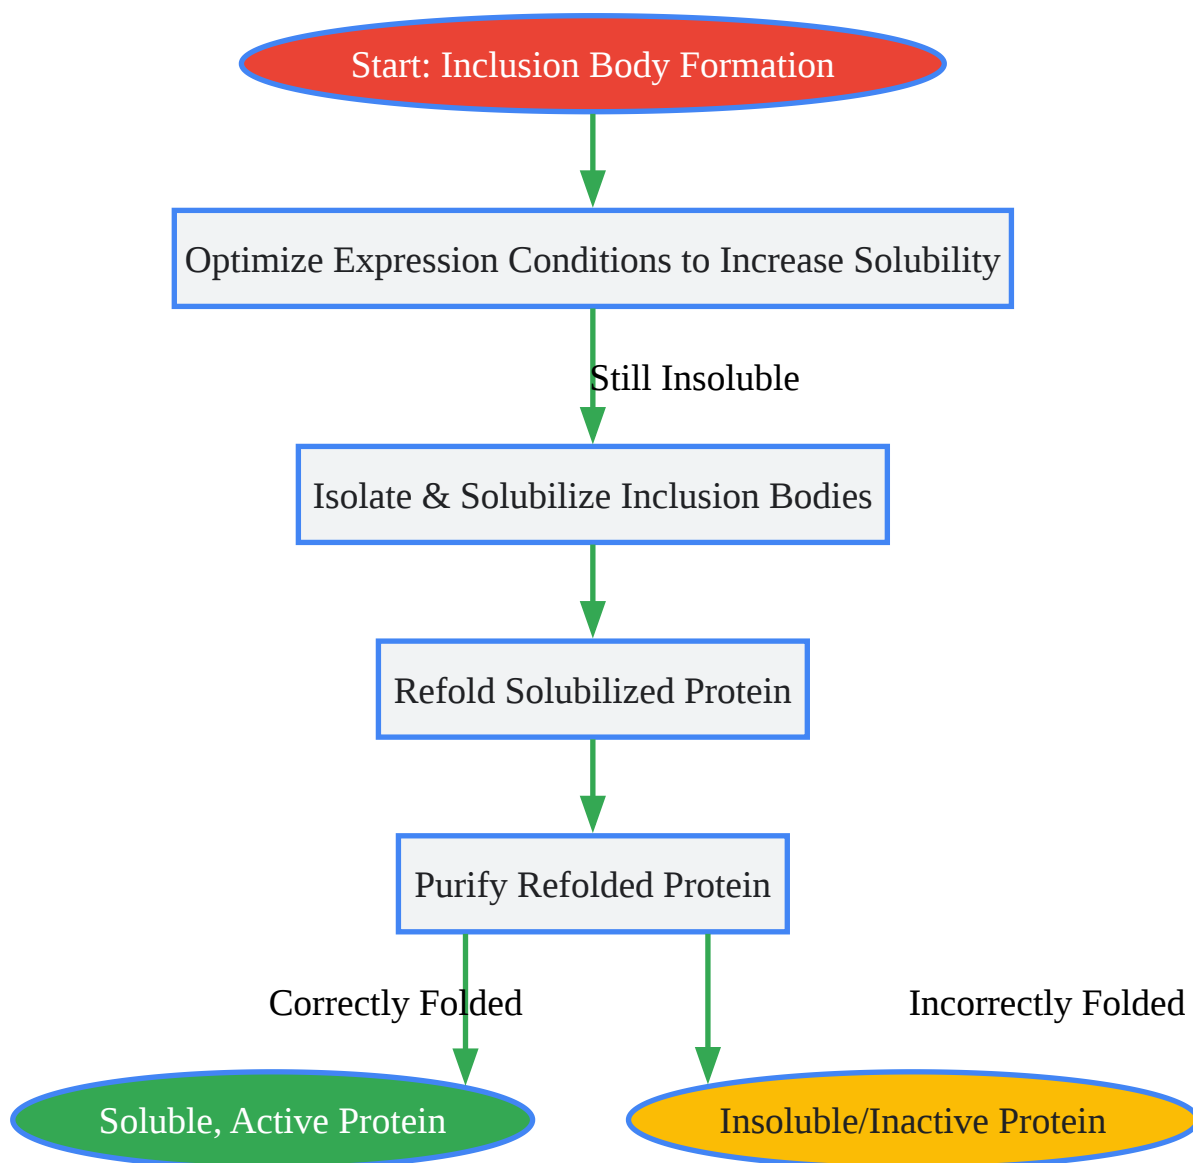 Start: Inclusion Body Formation
Optimize Expression Conditions to Increase Solubility
Still Insoluble
Isolate & Solubilize Inclusion Bodies
Refold Solubilized Protein
Purify Refolded Protein
Correctly Folded
Incorrectly Folded
Soluble, Active Protein
Insoluble/Inactive Protein